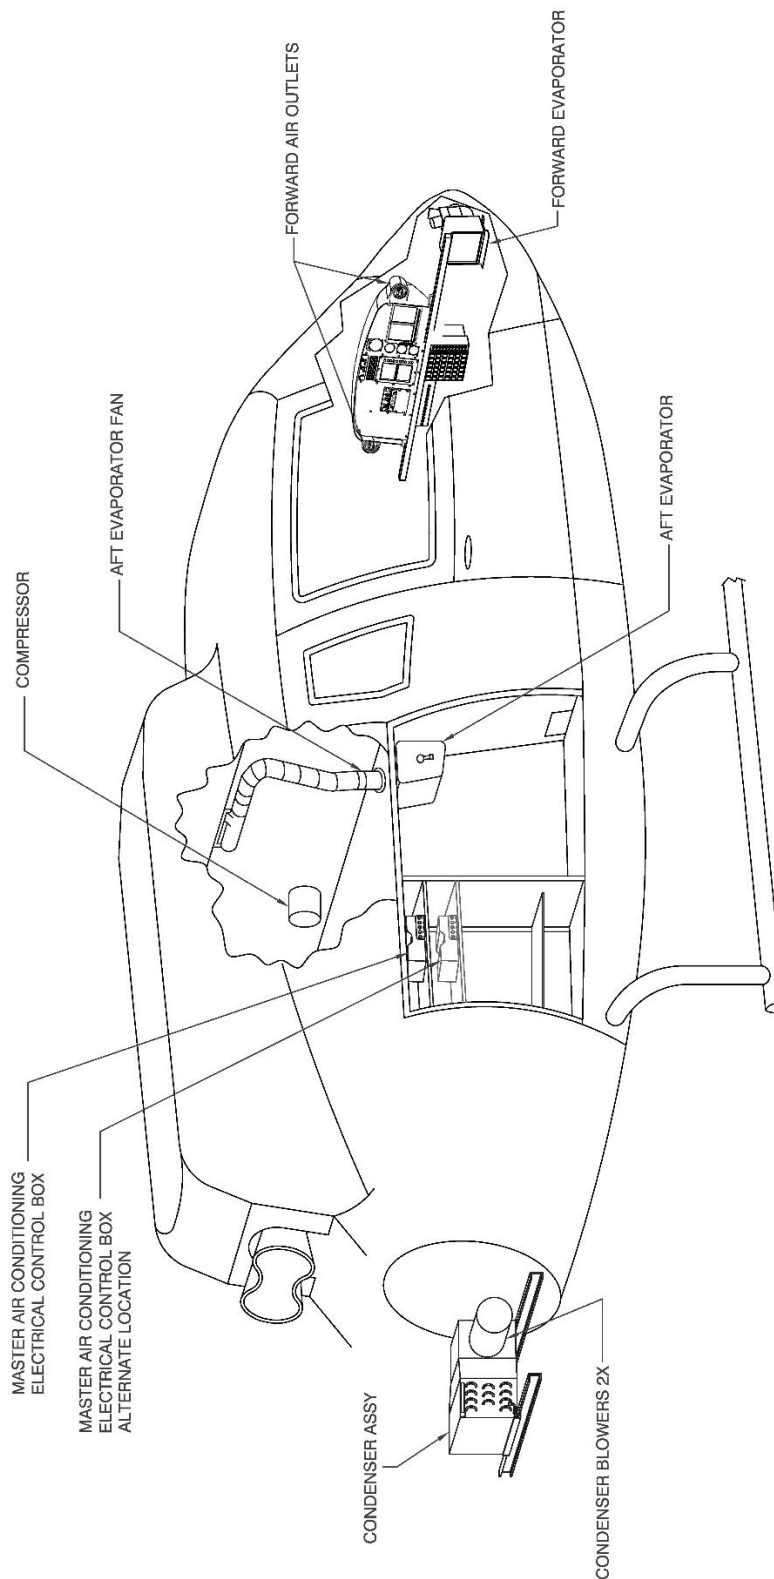 MASTER AIR CONDITIONING
ELECTRICAL CONTROL BOX
MASTER AIR CONDITIONING
ELECTRICAL CONTROL BOX
ALTERNATE LOCATION
COMPRESSOR
AFT EVAPORATOR FAN
FORWARD AIR OUTLETS
CONDENSER ASSY
CONDENSER BLOWERS 2X
AFT EVAPORATOR
FORWARD EVAPORATOR